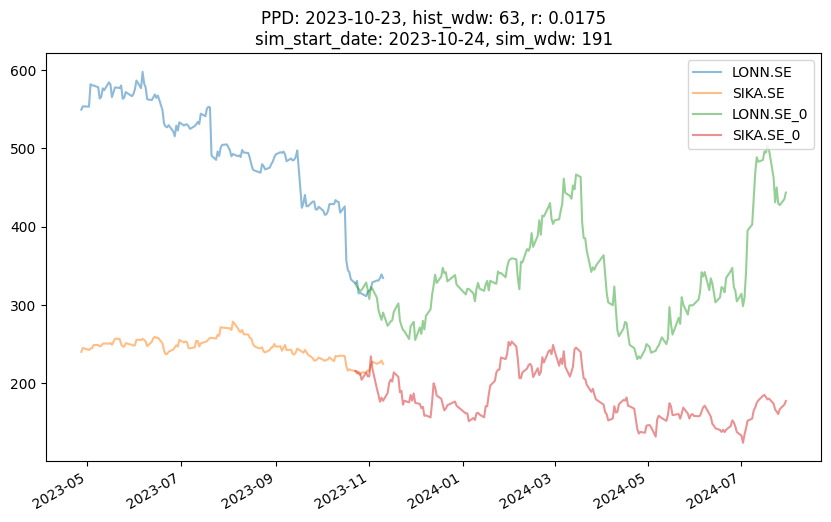 PPD: 2023-10-23, hist_wdw: 63, r: 0.0175
sim_start_date: 2023-10-24, sim_wdw: 191
LONN.SE
SIKA.SE
LONN.SE_0
SIKA.SE_0
600
500
400
300
200
2023-05
2023-07
2023-09
2023-11
2024-01
2024-03
2024-05
2024-07